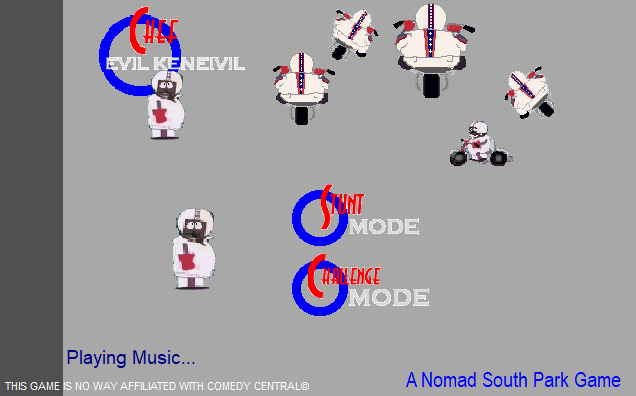 CHEF
EVIL KENEIVIL
STUNT
MODE
CHALLENGE
MODE
Playing Music...
THIS GAME IS NO WAY AFFILIATED WITH COMEDY CENTRAL©
A Nomad South Park Game